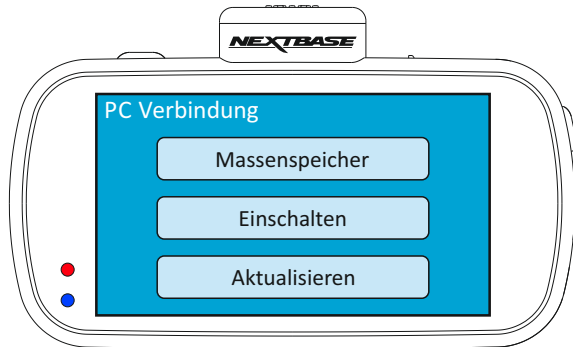 NEXTBASE
PC Verbindung
Massenspeicher
Einschalten
Aktualisieren